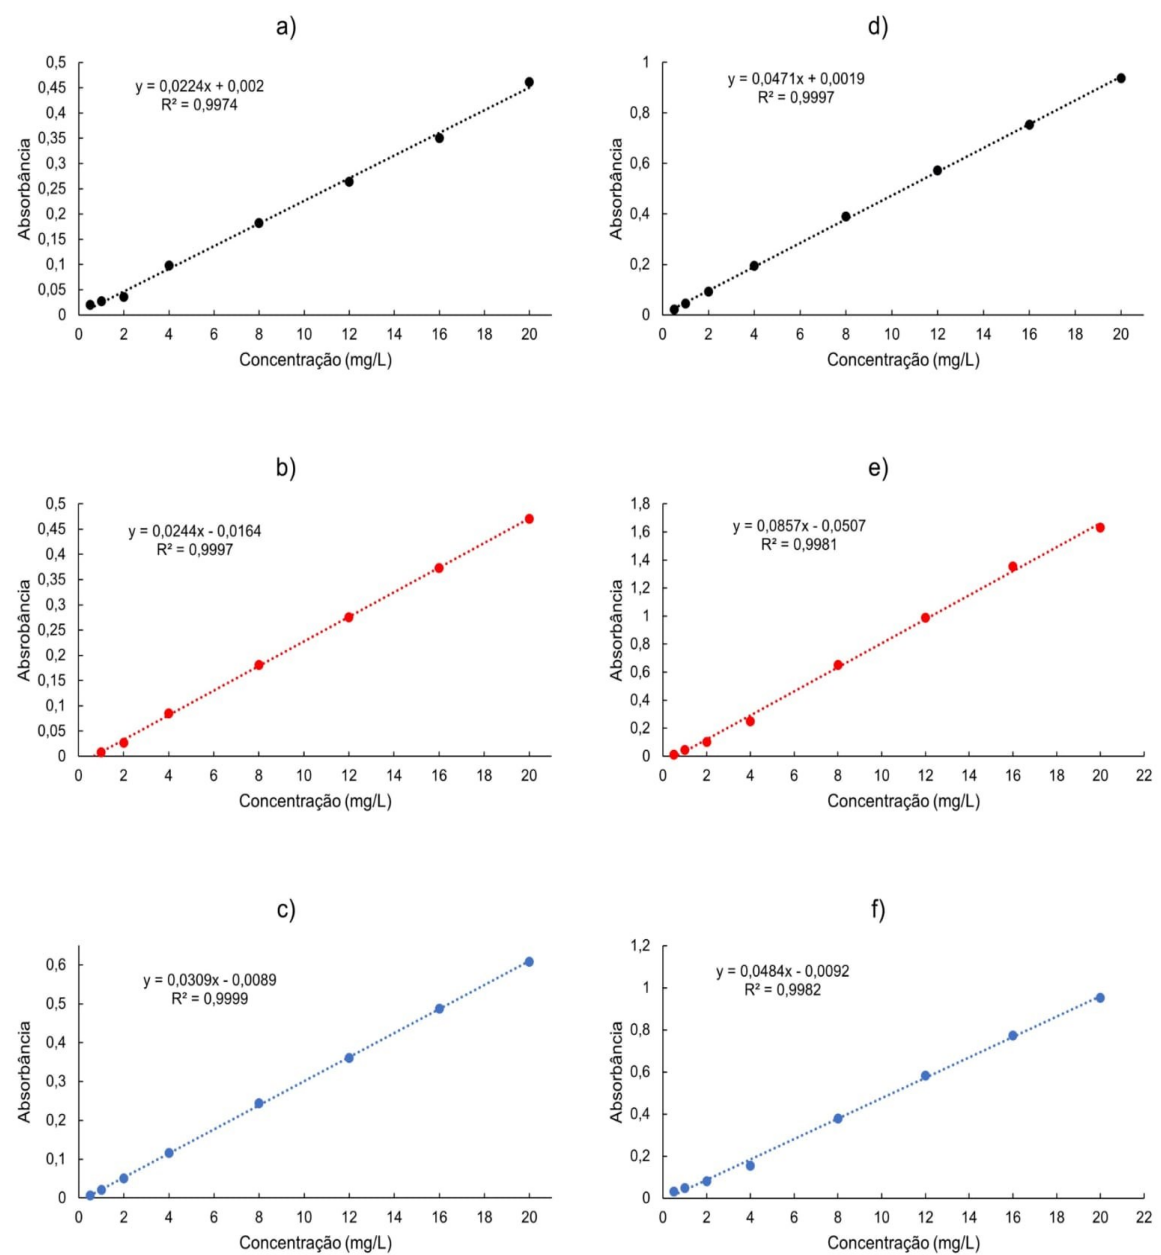 a)
y = 0,0224x + 0,002
R² = 0,9974
0,5
0,45
0,4
0,35
0,3
0,25
0,2
0,15
0,1
0,05
0
Absorbância
0 2 4 6 8 10 12 14 16 18 20
Concentração (mg/L)
d)
y = 0,0471x + 0,0019
R² = 0,9997
1
0,8
0,6
0,4
0,2
0
Absorbância
0 2 4 6 8 10 12 14 16 18 20
Concentração (mg/L)
b)
y = 0,0244x - 0,0164
R² = 0,9997
0,5
0,45
0,4
0,35
0,3
0,25
0,2
0,15
0,1
0,05
0
Absrobância
0 2 4 6 8 10 12 14 16 18 20
Concentração (mg/L)
e)
y = 0,0857x - 0,0507
R² = 0,9981
1,8
1,6
1,4
1,2
1
0,8
0,6
0,4
0,2
0
Absorbância
0 2 4 6 8 10 12 14 16 18 20 22
Concentração (mg/L)
c)
y = 0,0309x - 0,0089
R² = 0,9999
0,6
0,5
0,4
0,3
0,2
0,1
0
Absorbância
0 2 4 6 8 10 12 14 16 18 20
Concentração (mg/L)
f)
y = 0,0484x - 0,0092
R² = 0,9982
1,2
1
0,8
0,6
0,4
0,2
0
Absorbância
0 2 4 6 8 10 12 14 16 18 20 22
Concentração (mg/L)